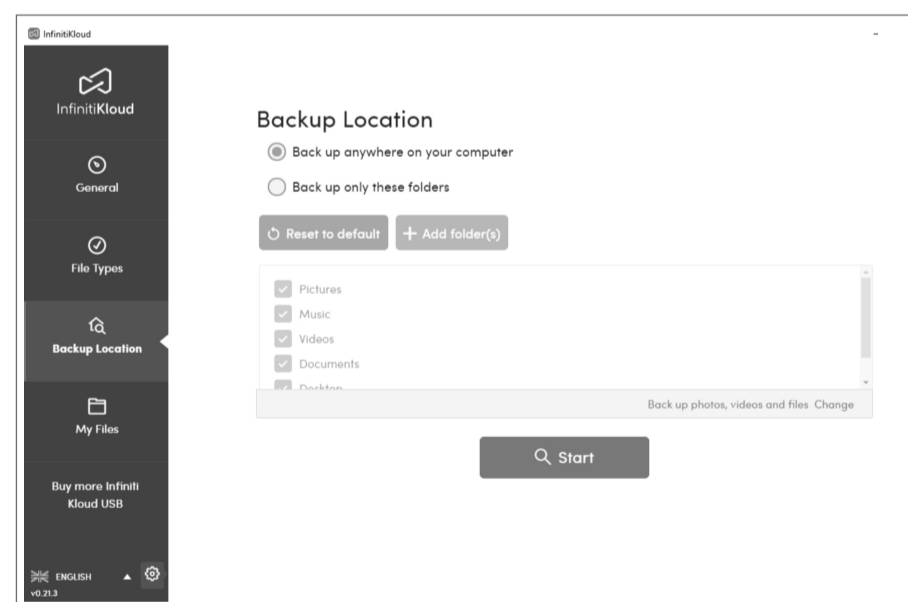 InfinitiKloud
InfinitiKloud
General
File Types
Backup Location
My Files
Buy more Infiniti
Kloud USB
ENGLISH
v0.21.3
Backup Location
Back up anywhere on your computer
Back up only these folders
Reset to default
Add folder(s)
Pictures
Music
Videos
Documents
Desktop
Back up photos, videos and files Change
Start